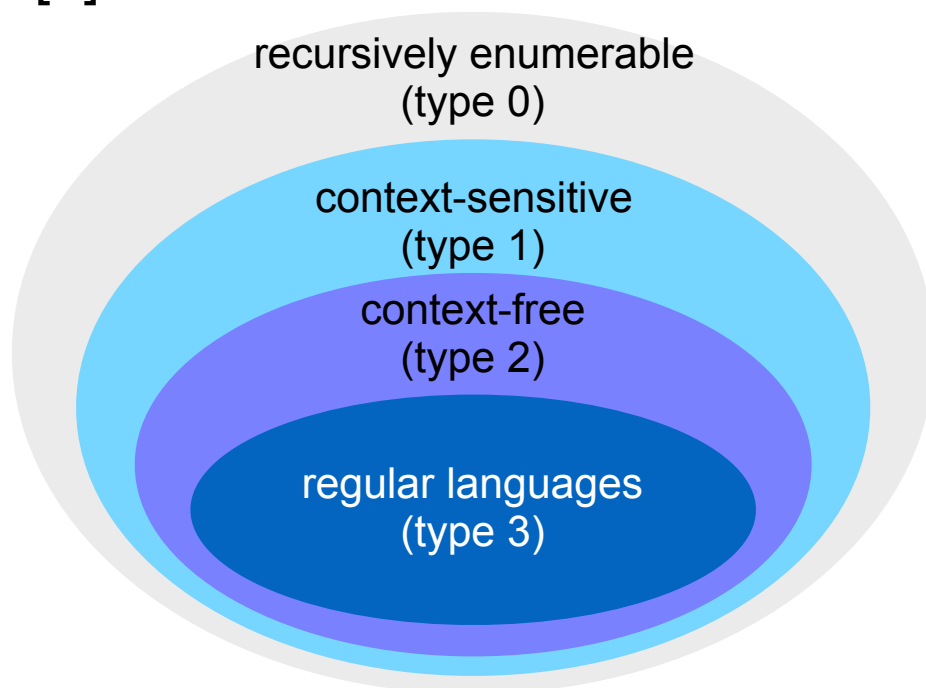 recursively enumerable
(type 0)
context-sensitive
(type 1)
context-free
(type 2)
regular languages
(type 3)